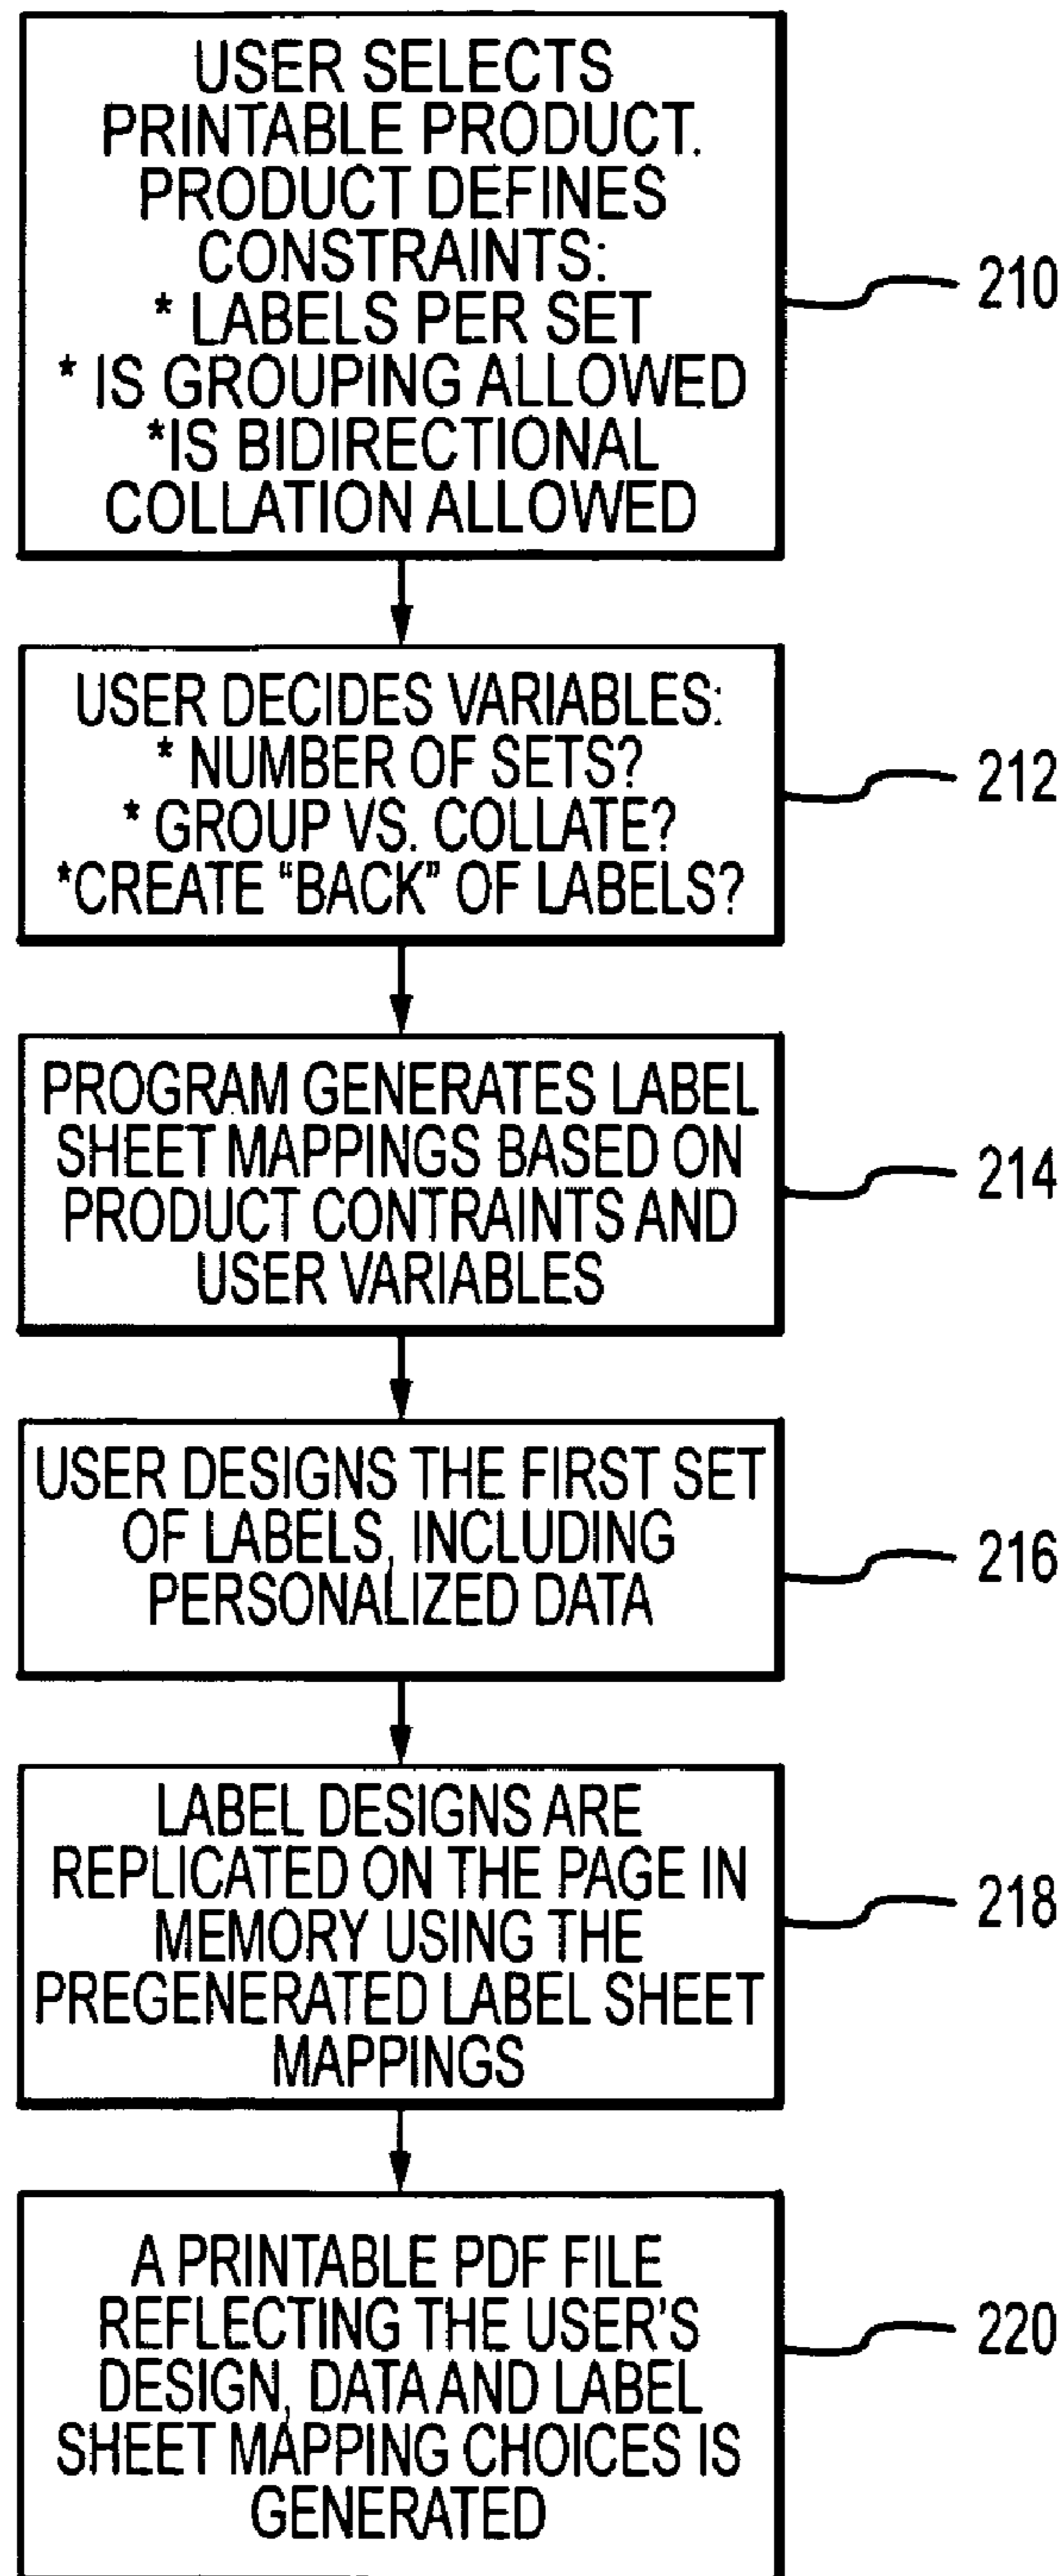 USER SELECTS
PRINTABLE PRODUCT.
PRODUCT DEFINES
CONSTRAINTS:
* LABELS PER SET
* IS GROUPING ALLOWED
*IS BIDIRECTIONAL
COLLATION ALLOWED
210
USER DECIDES VARIABLES:
* NUMBER OF SETS?
* GROUP VS. COLLATE?
*CREATE "BACK" OF LABELS?
212
PROGRAM GENERATES LABEL
SHEET MAPPINGS BASED ON
PRODUCT CONTRAINTS AND
USER VARIABLES
214
USER DESIGNS THE FIRST SET
OF LABELS, INCLUDING
PERSONALIZED DATA
216
LABEL DESIGNS ARE
REPLICATED ON THE PAGE IN
MEMORY USING THE
PREGENERATED LABEL SHEET
MAPPINGS
218
A PRINTABLE PDF FILE
REFLECTING THE USER'S
DESIGN, DATA AND LABEL
SHEET MAPPING CHOICES IS
GENERATED
220